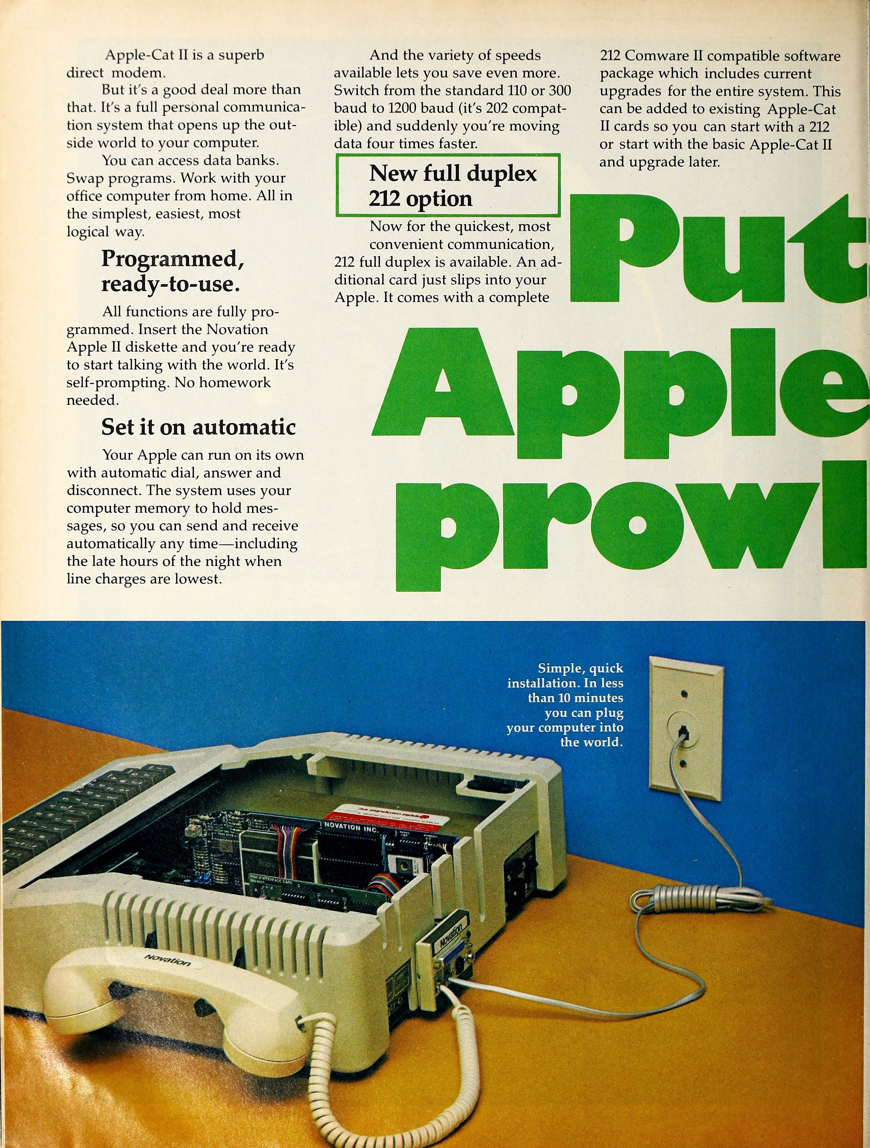 Apple-Cat II is a superb
direct modem.
But it's a good deal more than
that. It's a full personal communica-
tion system that opens up the out-
side world to your computer.
You can access data banks.
Swap programs. Work with your
office computer from home. All in
the simplest, easiest, most
logical way.
Programmed,
ready-to-use.
All functions are fully pro-
grammed. Insert the Novation
Apple II diskette and you're ready
to start talking with the world. It's
self-prompting. No homework
needed.
Set it on automatic
Your Apple can run on its own
with automatic dial, answer and
disconnect. The system uses your
computer memory to hold mes-
sages, so you can send and receive
automatically any time—including
the late hours of the night when
line charges are lowest.
And the variety of speeds
available lets you save even more.
Switch from the standard 110 or 300
baud to 1200 baud (it's 202 compat-
ible) and suddenly you're moving
data four times faster.
New full duplex
212 option
Now for the quickest, most
convenient communication,
212 full duplex is available. An ad-
ditional card just slips into your
Apple. It comes with a complete
212 Comware II compatible software
package which includes current
upgrades for the entire system. This
can be added to existing Apple-Cat
II cards so you can start with a 212
or start with the basic Apple-Cat II
and upgrade later.
Put
Apple
prowl
Simple, quick
installation. In less
than 10 minutes
you can plug
your computer into
the world.
NOVATION INC.
Novation
Novation